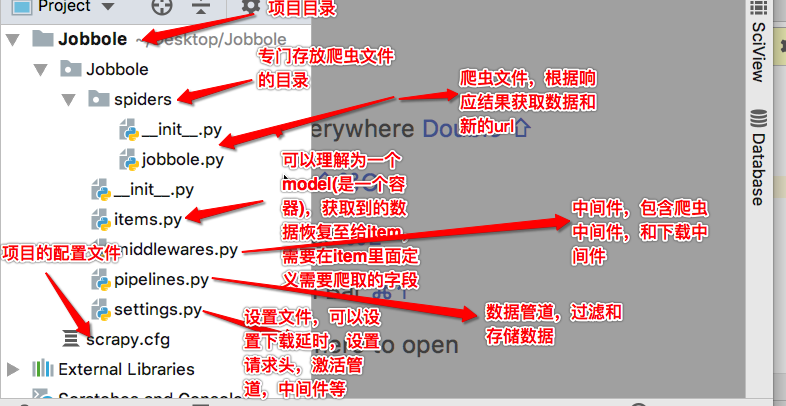 Project
项目目录
Jobbole ~/Desktop/Jobbole
Jobbole
专门存放爬虫文件
的目录
spiders
爬虫文件，根据响
应结果获取数据和
新的url
__init__.py
jobbole.py
everywhere Double ⇧
可以理解为一个
model(是一个容
器)，获取到的数
据恢复至给item，
需要在item里面定
义需要爬取的字段
__init__.py
items.py
中间件，包含爬虫
中间件，和下载中
间件
项目的配置文件
middlewares.py
pipelines.py
数据管道，过滤和
存储数据
settings.py
设置文件，可以设
置下载延时，设置
请求头，激活管
道，中间件等
scrapy.cfg
here to open
External Libraries
Scratches and Consoles
SciView
Database